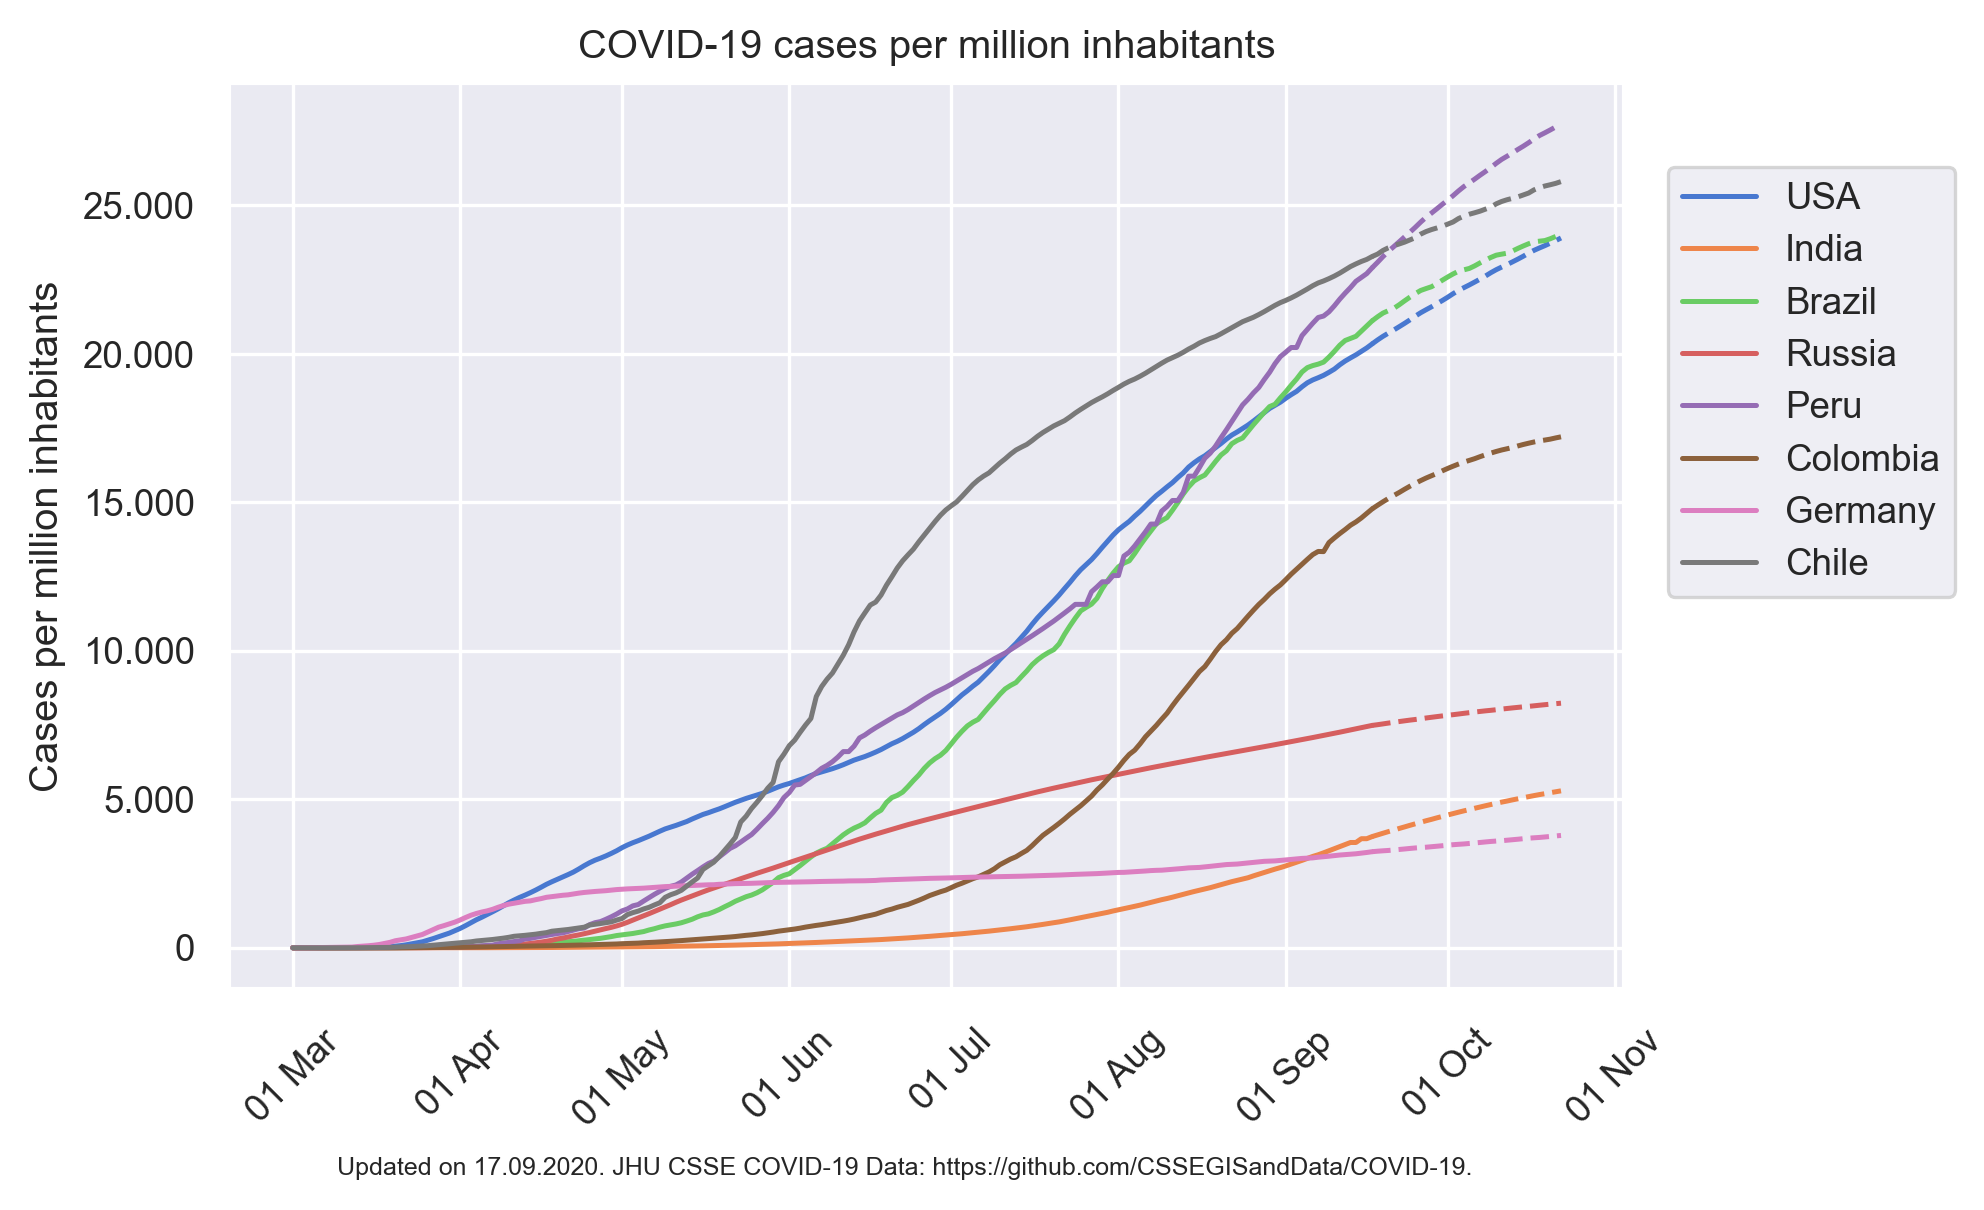 COVID-19 cases per million inhabitants
Cases per million inhabitants
25.000
20.000
15.000
10.000
5.000
0
01 Mar
01 Apr
01 May
01 Jun
01 Jul
01 Aug
01 Sep
01 Oct
01 Nov
USA
India
Brazil
Russia
Peru
Colombia
Germany
Chile
Updated on 17.09.2020. JHU CSSE COVID-19 Data: https://github.com/CSSEGISandData/COVID-19.